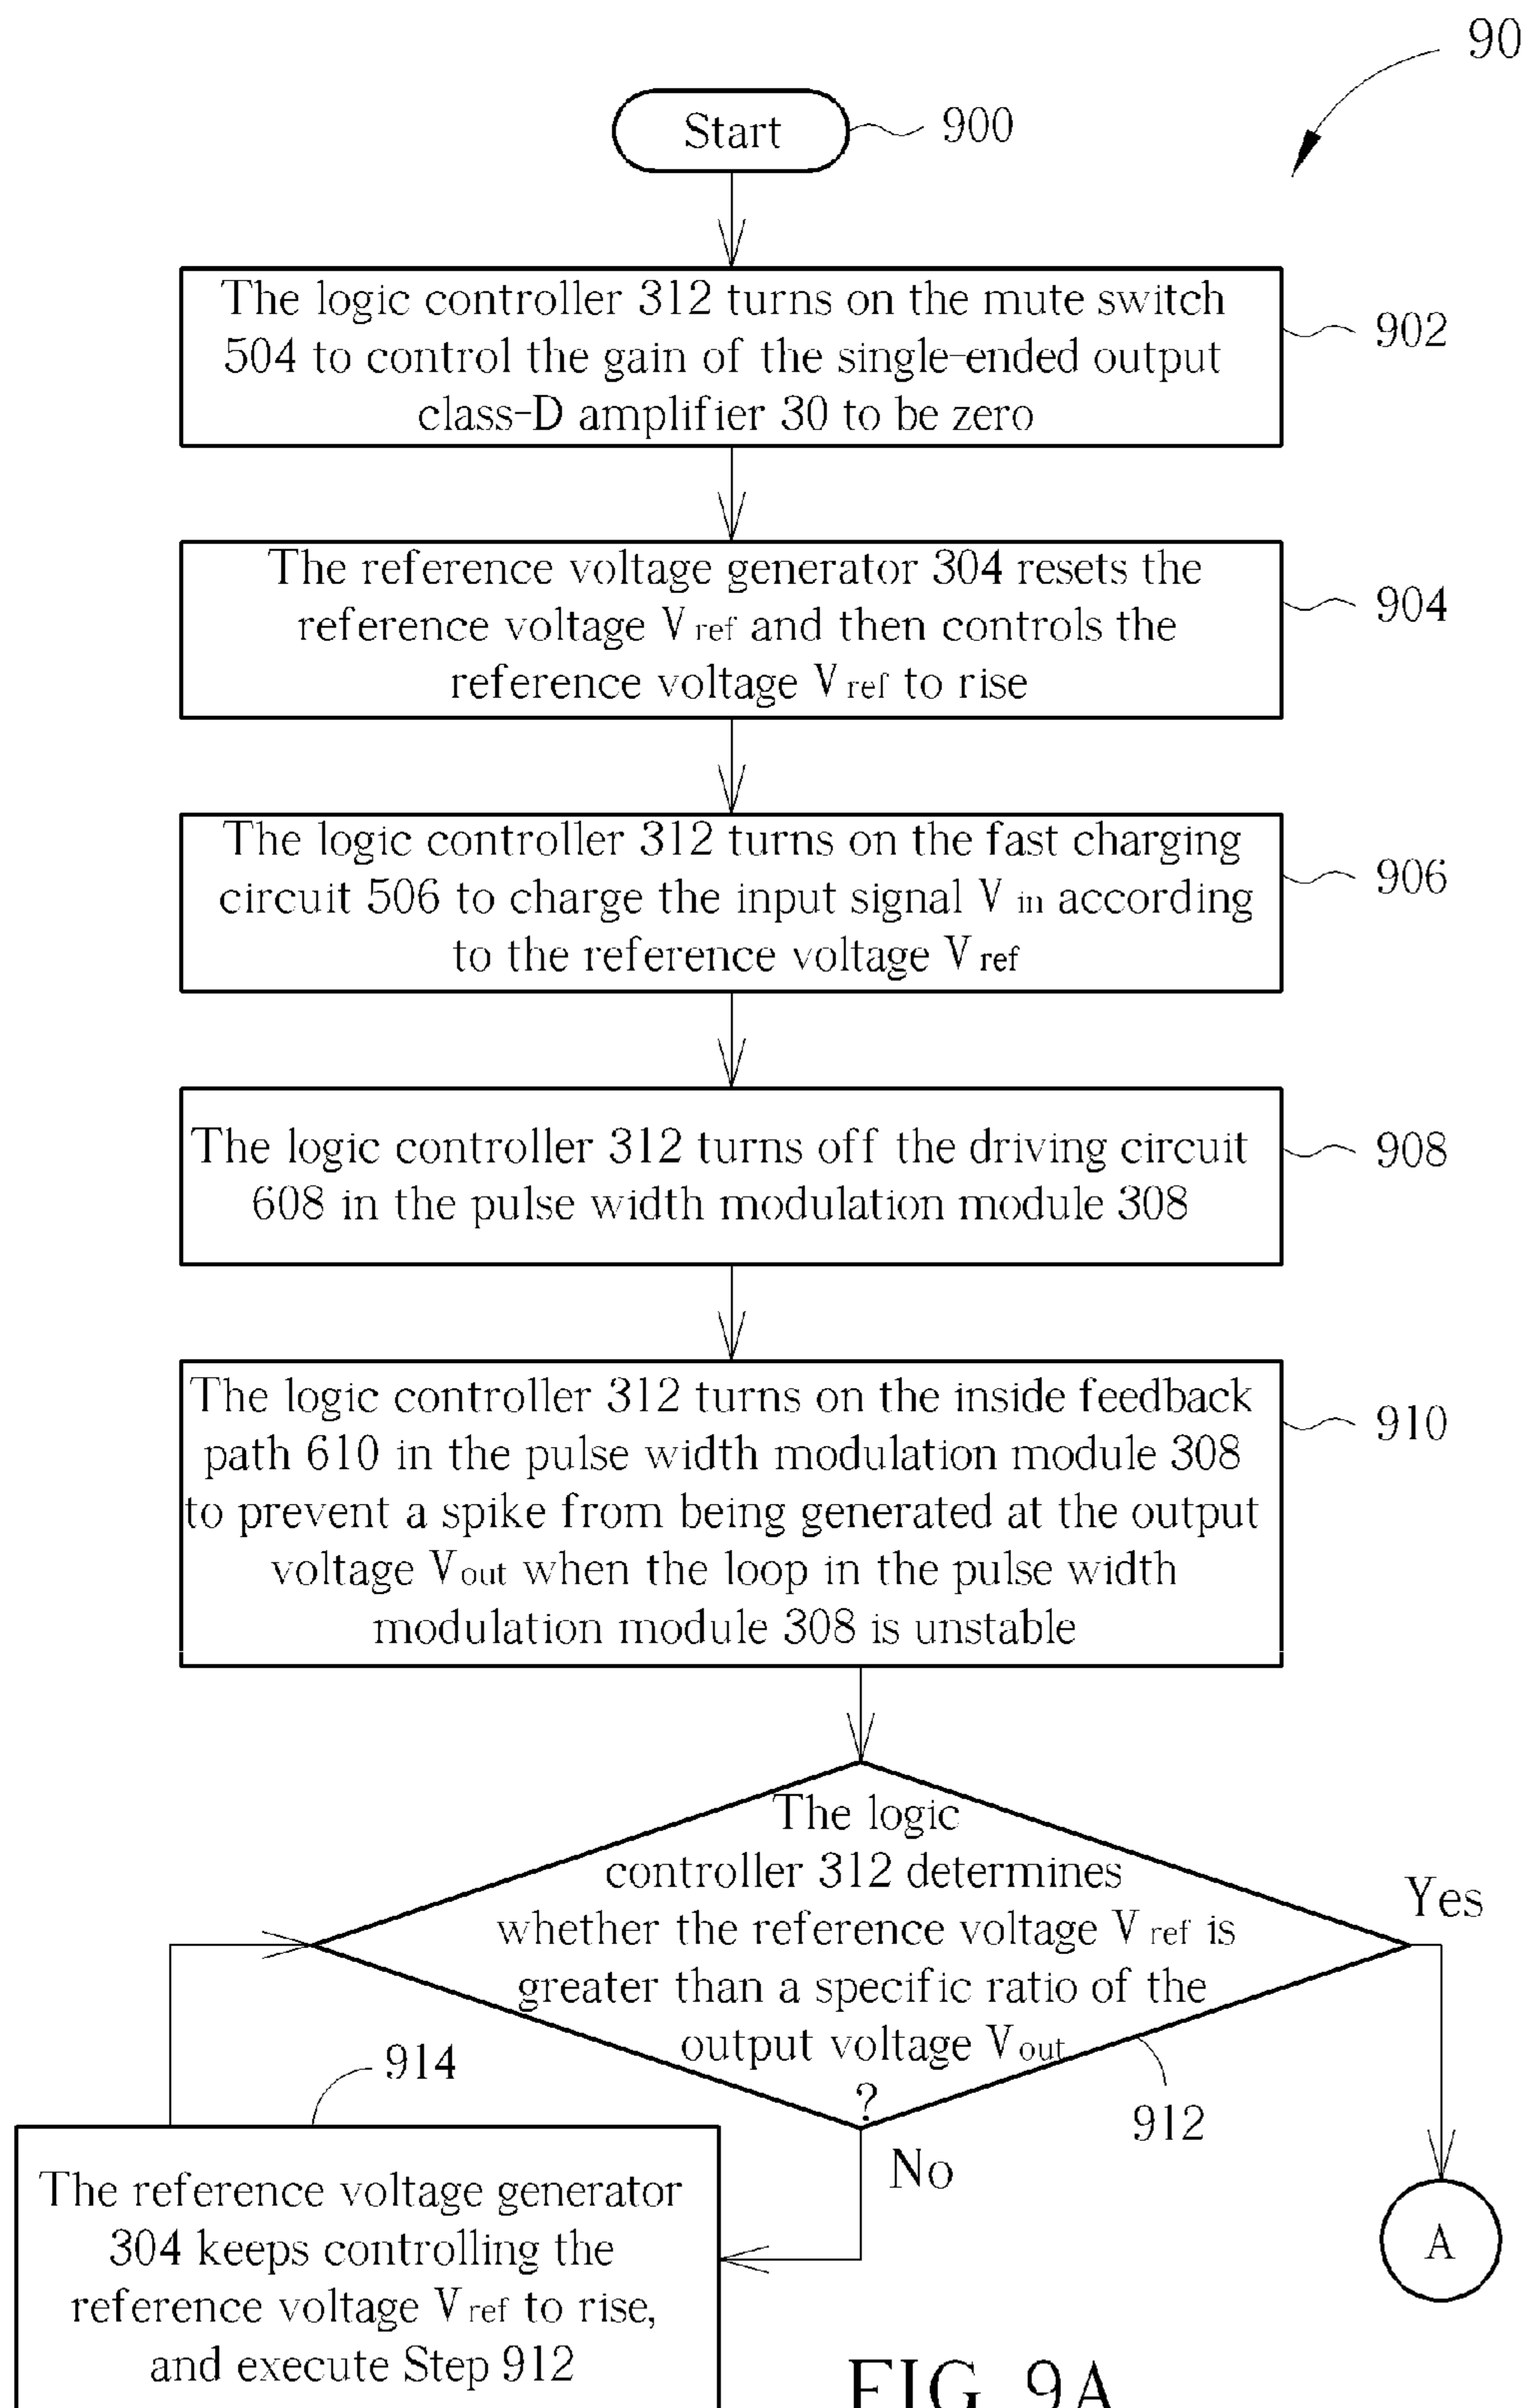 90
Start
900
The logic controller 312 turns on the mute switch
504 to control the gain of the single-ended output
class-D amplifier 30 to be zero
902
The reference voltage generator 304 resets the
reference voltage Vref and then controls the
reference voltage Vref to rise
904
The logic controller 312 turns on the fast charging
circuit 506 to charge the input signal Vin according
to the reference voltage Vref
906
The logic controller 312 turns off the driving circuit
608 in the pulse width modulation module 308
908
The logic controller 312 turns on the inside feedback
path 610 in the pulse width modulation module 308
to prevent a spike from being generated at the output
voltage Vout when the loop in the pulse width
modulation module 308 is unstable
910
The logic
controller 312 determines
whether the reference voltage Vref is
greater than a specific ratio of the
output voltage Vout
?
Yes
912
No
914
The reference voltage generator
304 keeps controlling the
reference voltage Vref to rise,
and execute Step 912
A
FIG. 9A